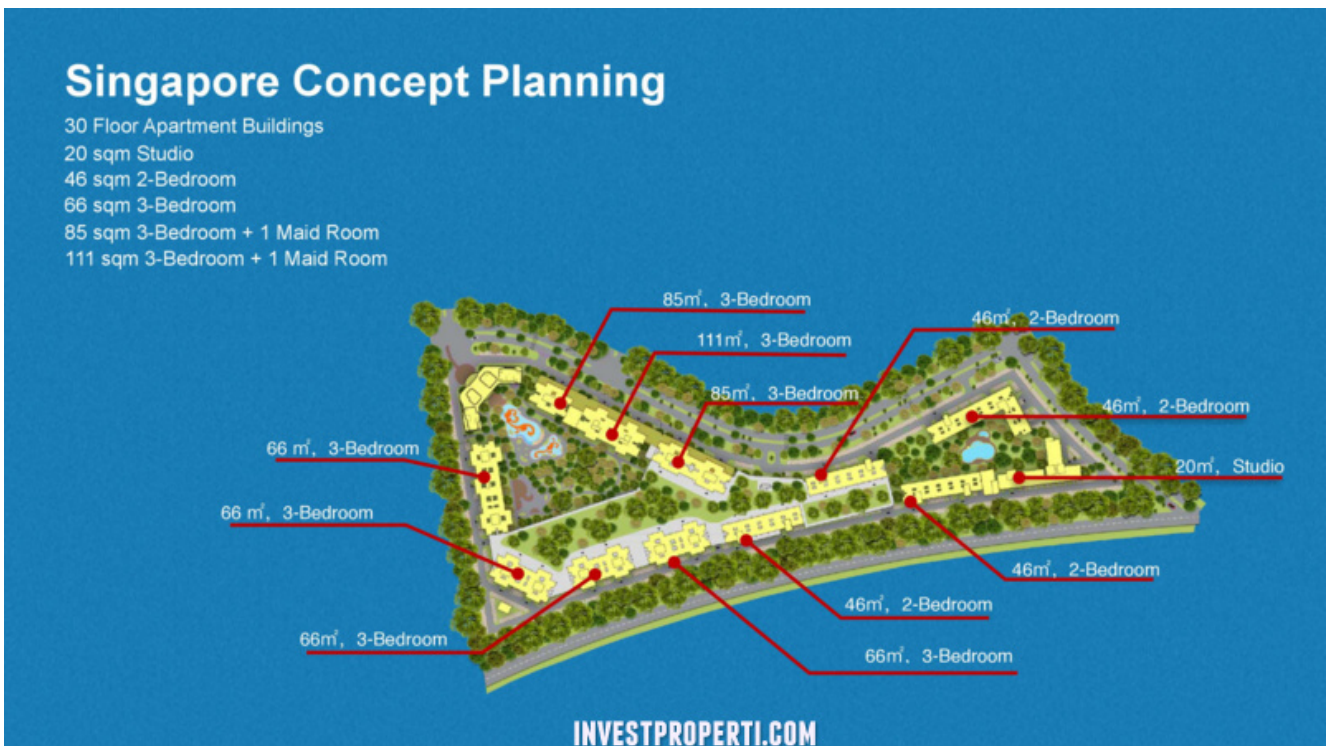 Singapore Concept Planning
30 Floor Apartment Buildings
20 sqm Studio
46 sqm 2-Bedroom
66 sqm 3-Bedroom
85 sqm 3-Bedroom + 1 Maid Room
111 sqm 3-Bedroom + 1 Maid Room
85㎡, 3-Bedroom
46㎡, 2-Bedroom
111㎡, 3-Bedroom
85㎡, 3-Bedroom
46㎡, 2-Bedroom
66 ㎡, 3-Bedroom
20㎡, Studio
66 ㎡, 3-Bedroom
46㎡, 2-Bedroom
46㎡, 2-Bedroom
66㎡, 3-Bedroom
66㎡, 3-Bedroom
INVESTPROPERTI.COM